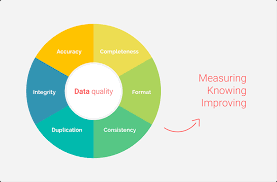 Accuracy
Completeness
Integrity
Data quality
Format
Duplication
Consistency
Measuring
Knowing
Improving